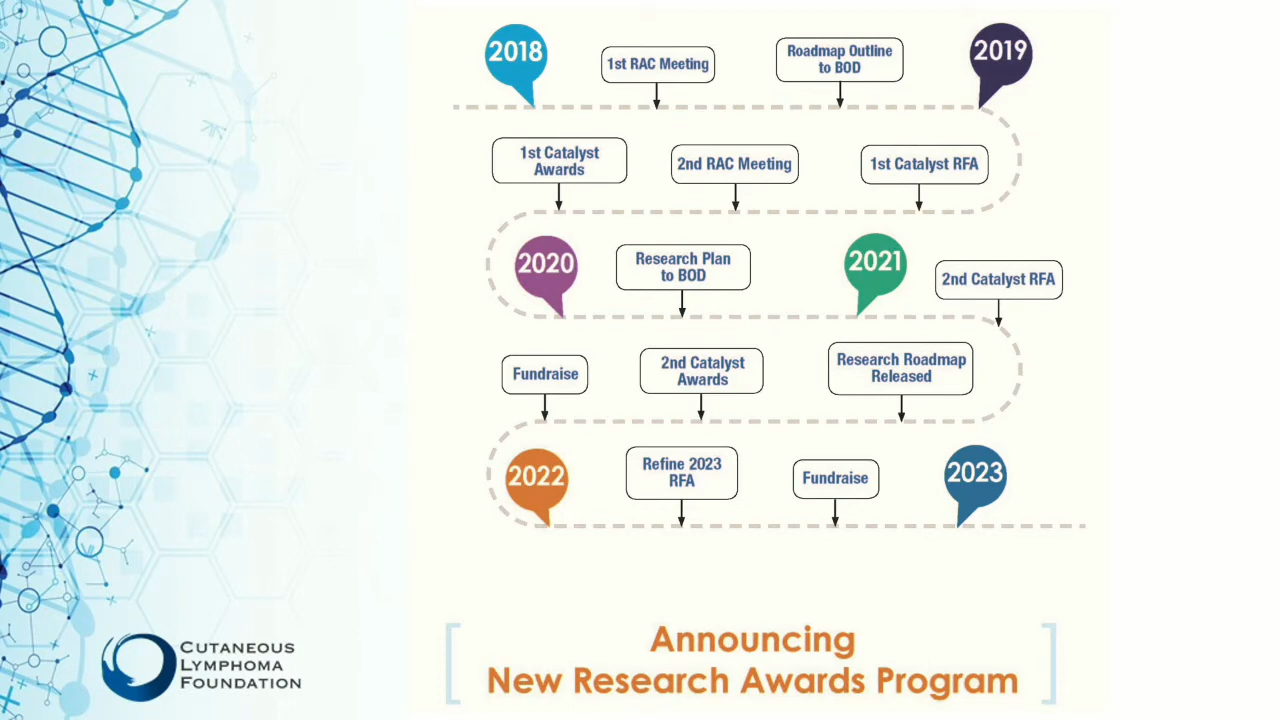 2018
1st RAC Meeting
Roadmap Outline
to BOD
2019
1st Catalyst
Awards
2nd RAC Meeting
1st Catalyst RFA
2020
Research Plan
to BOD
2021
2nd Catalyst RFA
Fundraise
2nd Catalyst
Awards
Research Roadmap
Released
2022
Refine 2023
RFA
Fundraise
2023
CUTANEOUS
LYMPHOMA
FOUNDATION
Announcing
New Research Awards Program